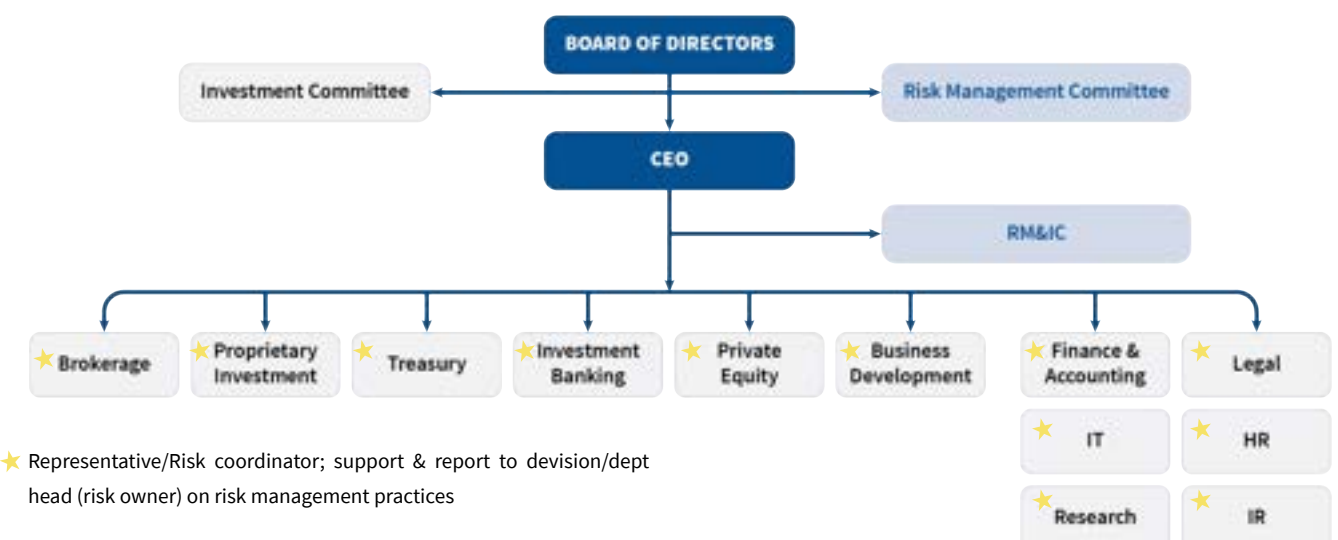 BOARD OF DIRECTORS
Investment Committee
Risk Management Committee
CEO
RM&IC
Brokerage
Proprietary
Investment
Treasury
Investment
Banking
Private
Equity
Business
Development
Finance &
Accounting
Legal
IT
HR
Research
IR
Representative/Risk coordinator; support & report to devision/dept
head (risk owner) on risk management practices